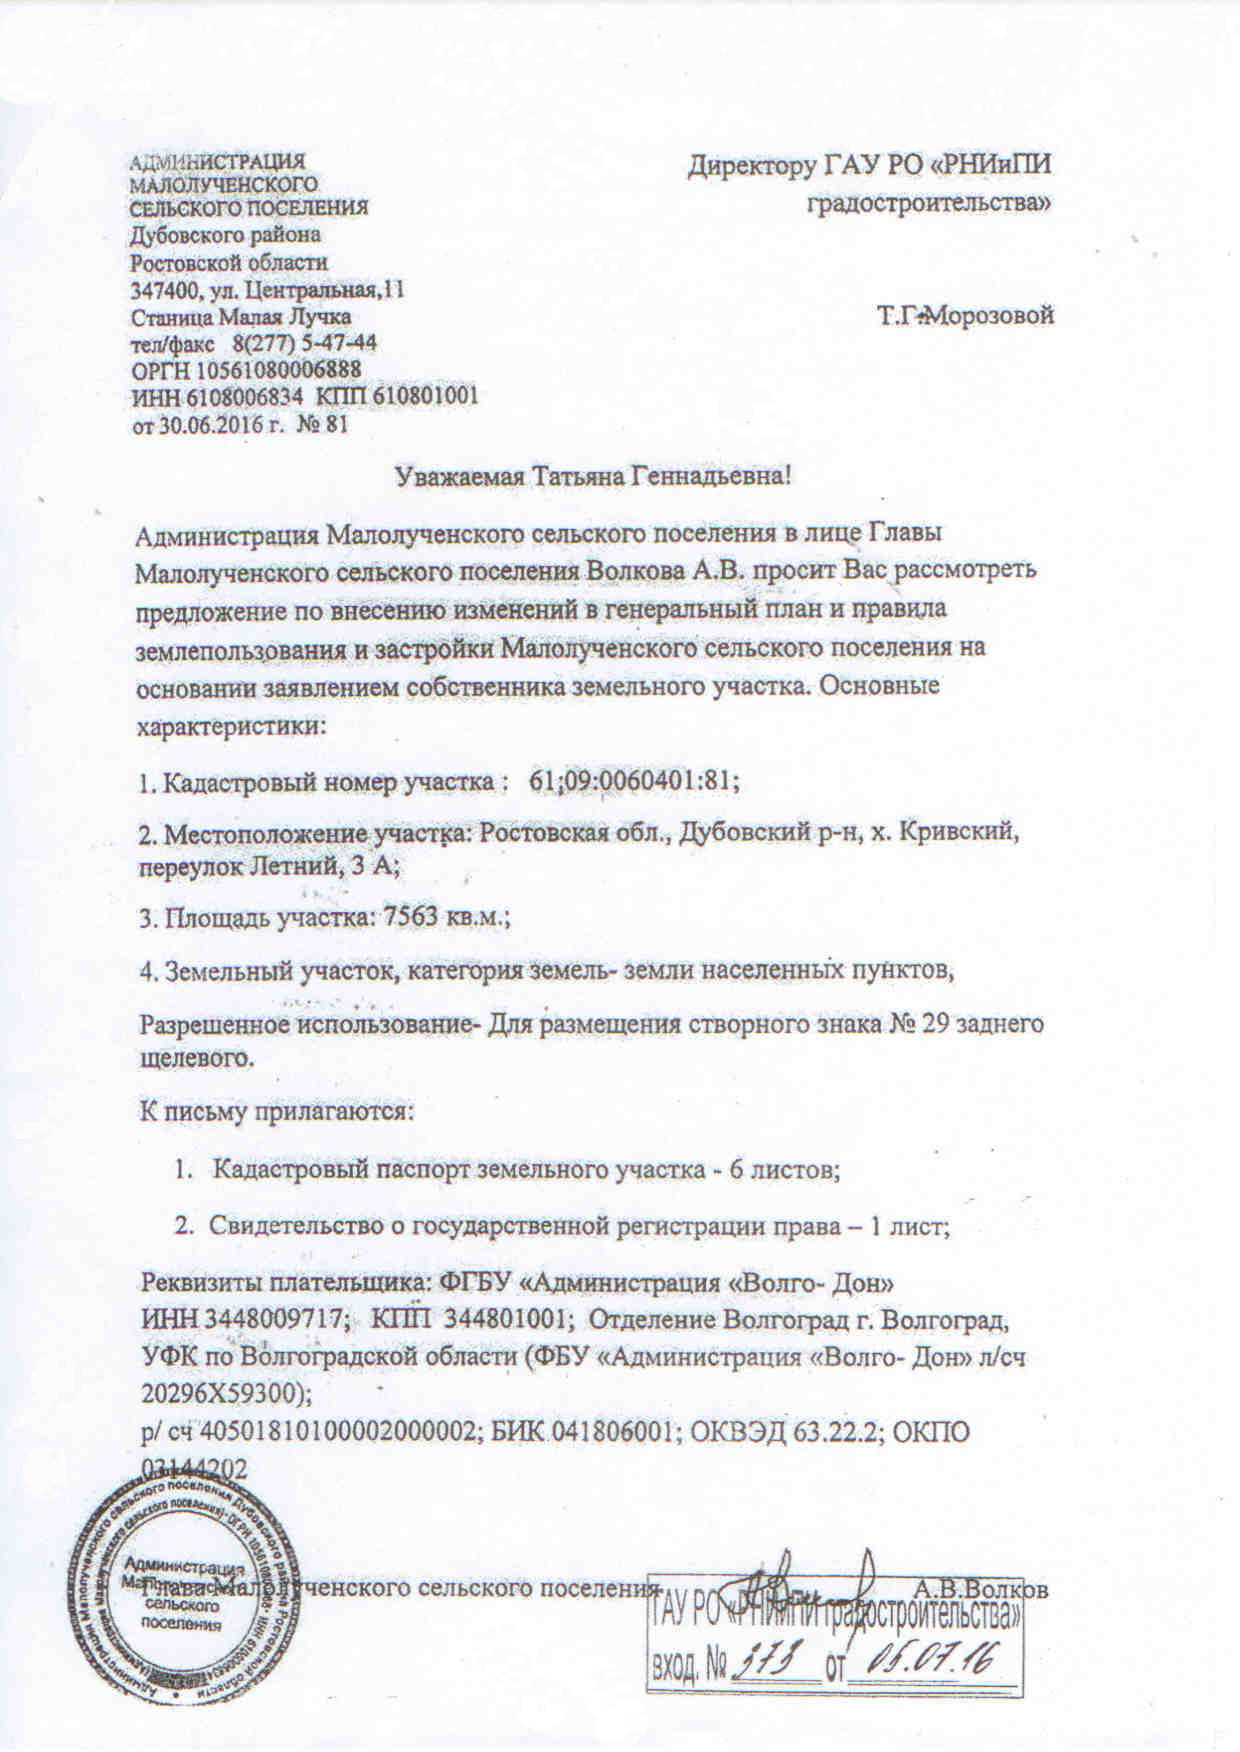 АДМИНИСТРАЦИЯ
МАЛОЛУЧЕНСКОГО
СЕЛЬСКОГО ПОСЕЛЕНИЯ
Дубовского района
Ростовской области
347400, ул. Центральная,11
Станица Малая Лучка
тел/факс 8(277) 5-47-44
ОРГН 10561080006888
ИНН 6108006834 КПП 610801001
от 30.06.2016 г. № 81
Директору ГАУ РО «РНИиПИ
градостроительства»
Т.Г.Морозовой
Уважаемая Татьяна Геннадьевна!
Администрация Малолученского сельского поселения в лице Главы
Малолученского сельского поселения Волкова А.В. просит Вас рассмотреть
предложение по внесению изменений в генеральный план и правила
землепользования и застройки Малолученского сельского поселения на
основании заявлением собственника земельного участка. Основные
характеристики:
1. Кадастровый номер участка : 61;09:0060401:81;
2. Местоположение участка: Ростовская обл., Дубовский р-н, х. Кривский,
переулок Летний, 3 А;
3. Площадь участка: 7563 кв.м.;
4. Земельный участок, категория земель- земли населенных пунктов,
Разрешенное использование- Для размещения створного знака № 29 заднего
щелевого.
К письму прилагаются:
1. Кадастровый паспорт земельного участка - 6 листов;
2. Свидетельство о государственной регистрации права – 1 лист;
Реквизиты плательщика: ФГБУ «Администрация «Волго- Дон»
ИНН 3448009717; КПП 344801001; Отделение Волгоград г. Волгоград,
УФК по Волгоградской области (ФБУ «Администрация «Волго- Дон» л/сч
20296Х59300);
р/ сч 40501810100002000002; БИК 041806001; ОКВЭД 63.22.2; ОКПО
03144202
Глава Малолученского сельского поселения А.В.Волков
Администрация
сельского
поселения
ГАУ РО «РНИиПИ градостроительства»
вход. № 373 от 05.07.16